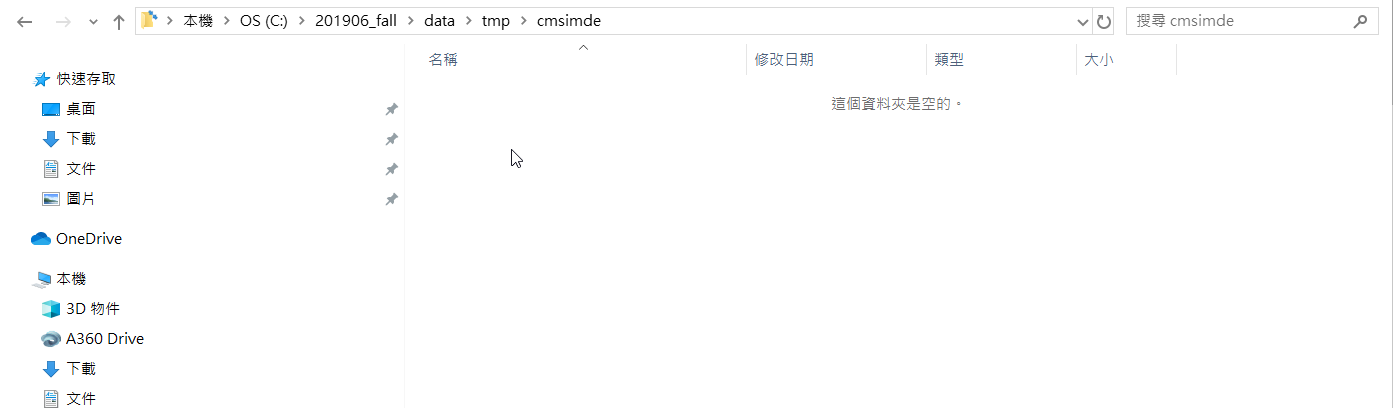 本機 › OS (C:) › 201906_fall › data › tmp › cmsimde
搜尋 cmsimde
名稱 修改日期 類型 大小
這個資料夾是空的。
快速存取
桌面
下載
文件
圖片
OneDrive
本機
3D 物件
A360 Drive
下載
文件